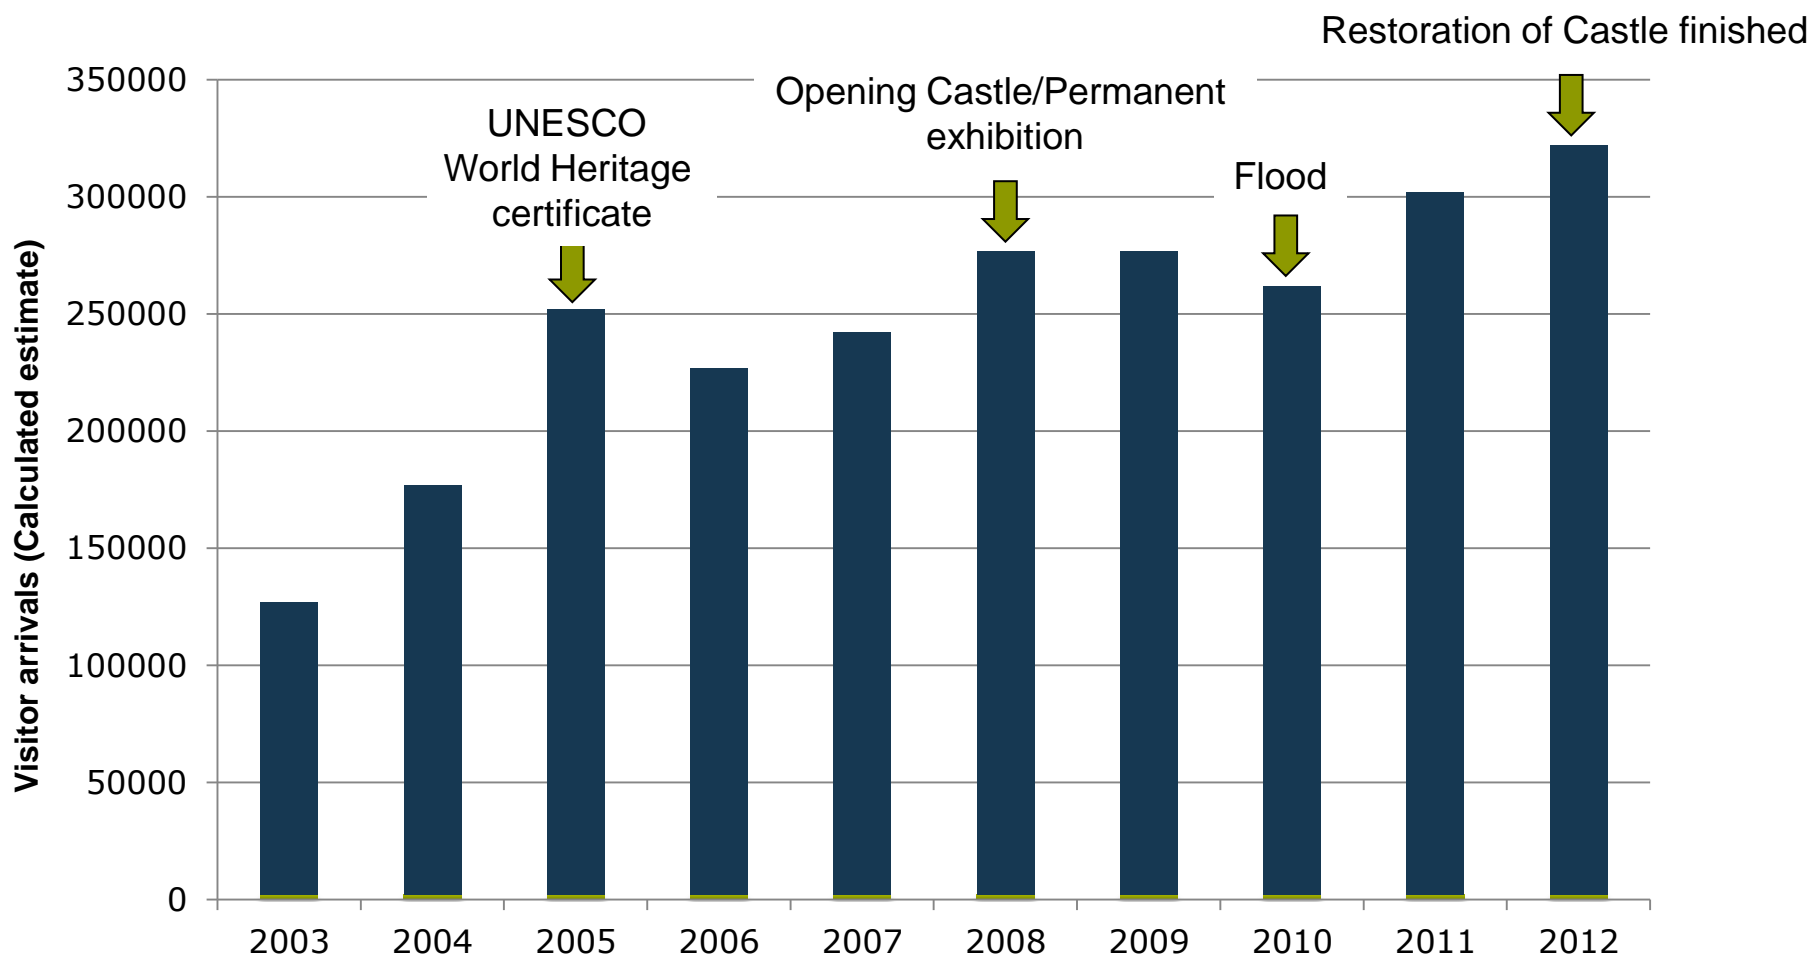 Restoration of Castle finished
350000
Opening Castle/Permanent
exhibition
UNESCO
World Heritage
certificate
Flood
300000
250000
200000
150000
100000
50000
0
Visitor arrivals (Calculated estimate)
2003 2004 2005 2006 2007 2008 2009 2010 2011 2012